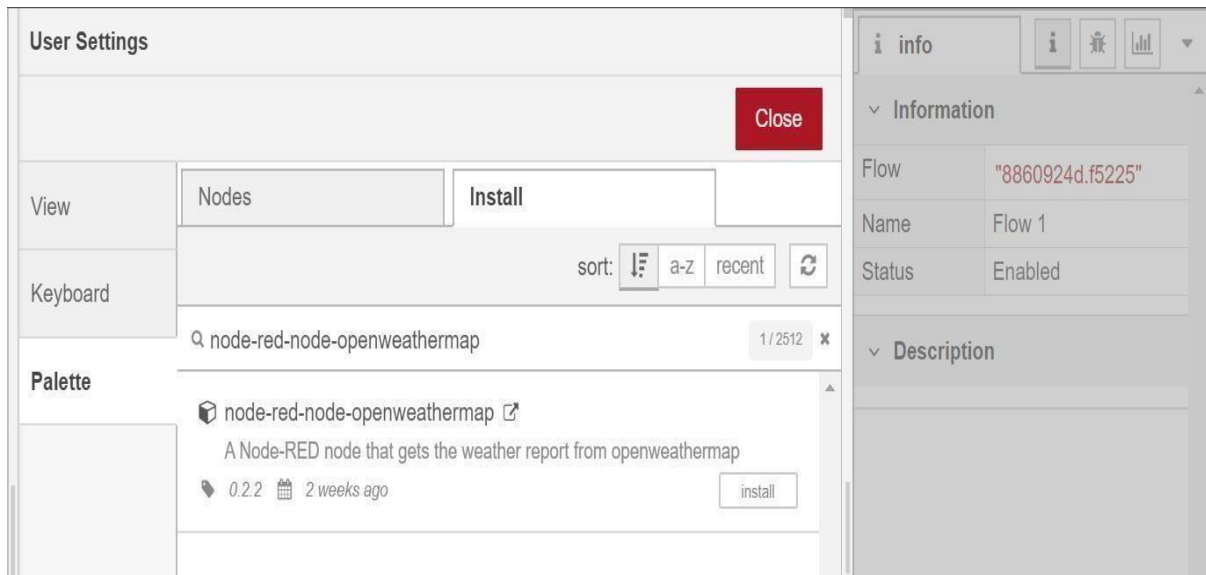 User Settings
Close
View
Keyboard
Palette
Nodes
Install
sort: a-z recent
node-red-node-openweathermap 1 / 2512
node-red-node-openweathermap
A Node-RED node that gets the weather report from openweathermap
0.2.2 2 weeks ago install
i info
Information
Flow "8860924d.f5225"
Name Flow 1
Status Enabled
Description